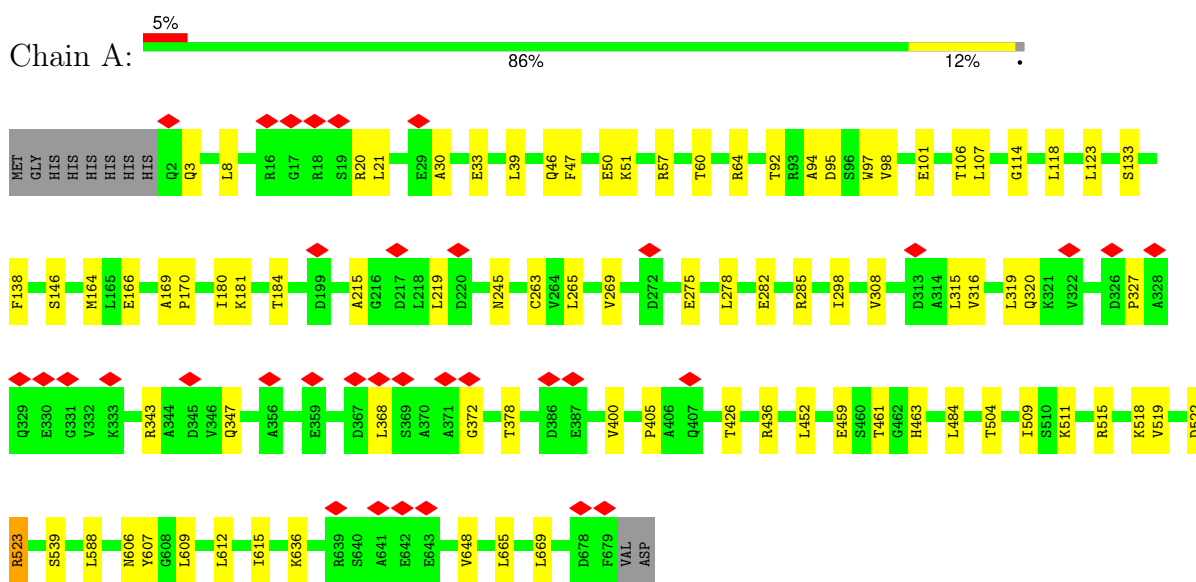 5%
Chain A:
86%
12%
•
MET GLY HIS HIS HIS HIS HIS HIS Q2 Q3 L8 R16 G17 R18 S19 R20 L21 E29 A30 E33 L39 Q46 F47 E50 K51 R57 T60 R64 T92 R93 A94 D95 S96 W97 V98 E101 T106 L107 G114 L118 L123 S133
F138 S146 M164 L165 E166 A169 P170 I180 K181 T184 D199 A215 G216 D217 L218 L219 D220 N245 C263 V264 L265 V269 D272 E275 L278 E282 R285 I298 V308 D313 A314 L315 V316 L319 Q320 K321 V322 D326 P327 A328
Q329 E330 G331 V332 K333 R343 A344 D345 V346 Q347 A356 E359 D367 L368 S369 A370 A371 G372 T378 D386 E387 V400 P405 A406 Q407 T426 R436 L452 E459 S460 T461 G462 H463 L484 T504 I509 S510 K511 R515 K518 V519
R523 S539 L588 N606 Y607 G608 L609 L612 I615 K636 R639 S640 A641 E642 E643 V648 L665 L669 D678 F679 VAL ASP